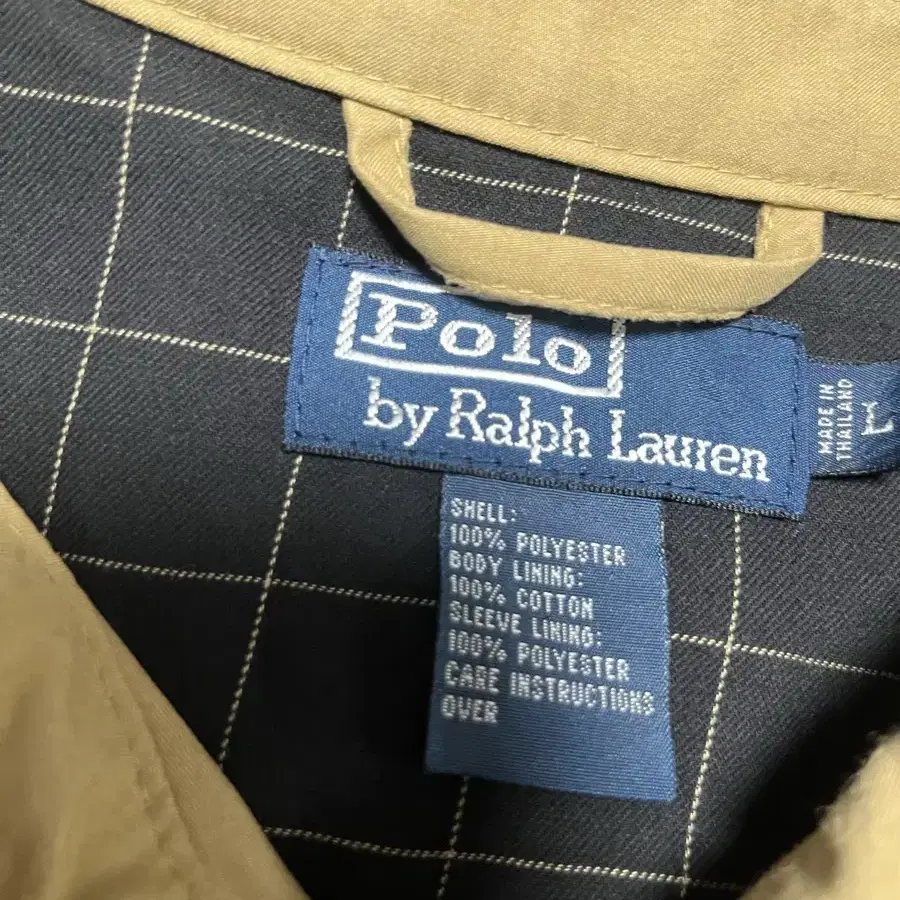 Polo
by Ralph Lauren
MADE IN
THAILAND
L
SHELL:
100% POLYESTER
BODY LINING:
100% COTTON
SLEEVE LINING:
100% POLYESTER
CARE INSTRUCTIONS
OVER